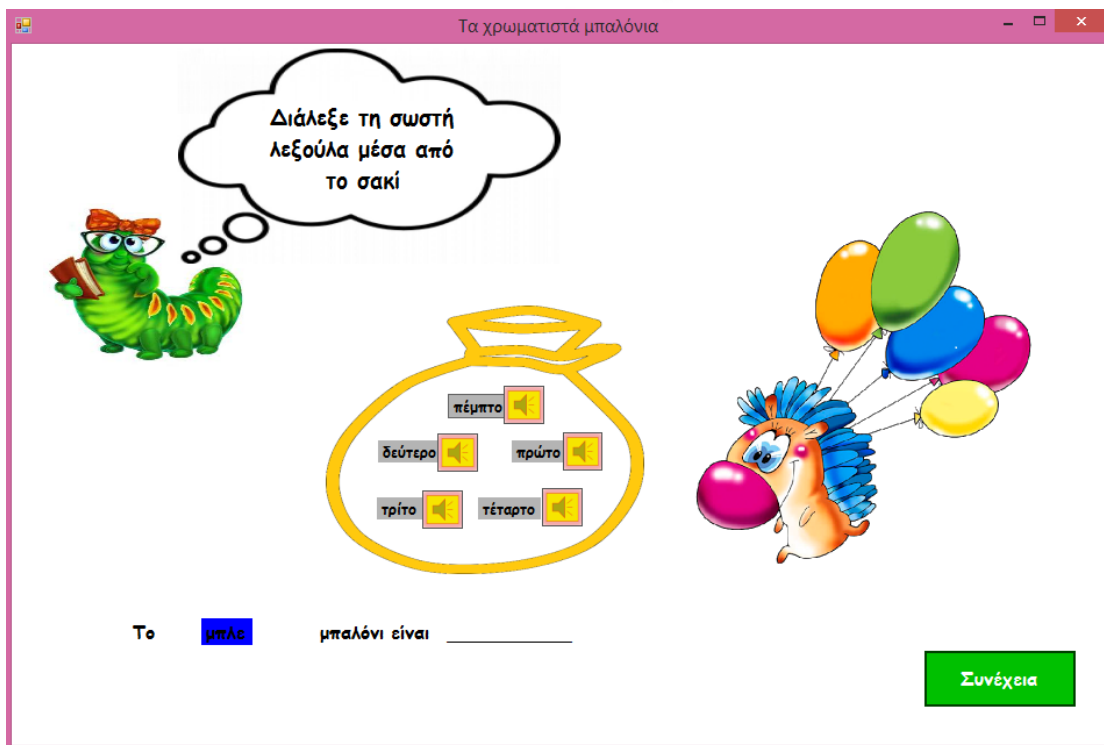 Τα χρωματιστά μπαλόνια
Διάλεξε τη σωστή
λεξούλα μέσα από
το σακί
πέμπτο
δεύτερο πρώτο
τρίτο τέταρτο
Το μπλε μπαλόνι είναι ____________
Συνέχεια